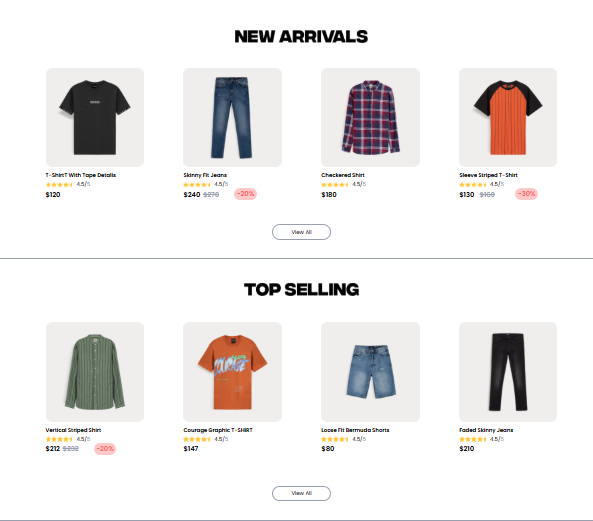 NEW ARRIVALS
T-Shirt T With Tape Details
4.5/5
$120
Skinny Fit Jeans
4.5/5
$240 $270 -20%
Checkered Shirt
4.5/5
$180
Sleeve Striped T-Shirt
4.5/5
$130 $160 -30%
View All
TOP SELLING
Vertical Striped Shirt
4.5/5
$212 $232 -20%
Courage Graphic T-SHIRT
4.5/5
$147
COURAGE
Loose Fit Bermuda Shorts
4.5/5
$80
Faded Skinny Jeans
4.5/5
$210
View All